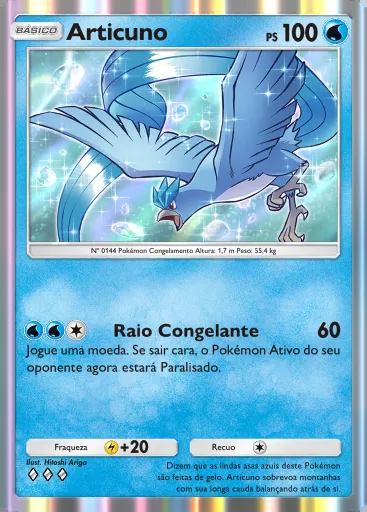 BÁSICO Articuno PS 100
Nº 0144 Pokémon Congelamento Altura: 1,7 m Peso: 55,4 kg
Raio Congelante 60
Jogue uma moeda. Se sair cara, o Pokémon Ativo do seu
oponente agora estará Paralisado.
Fraqueza +20 Recuo
Ilust. Hitoshi Ariga
Dizem que as lindas asas azuis deste Pokémon
são feitas de gelo. Articuno sobrevoa montanhas
com sua longa cauda balançando atrás de si.